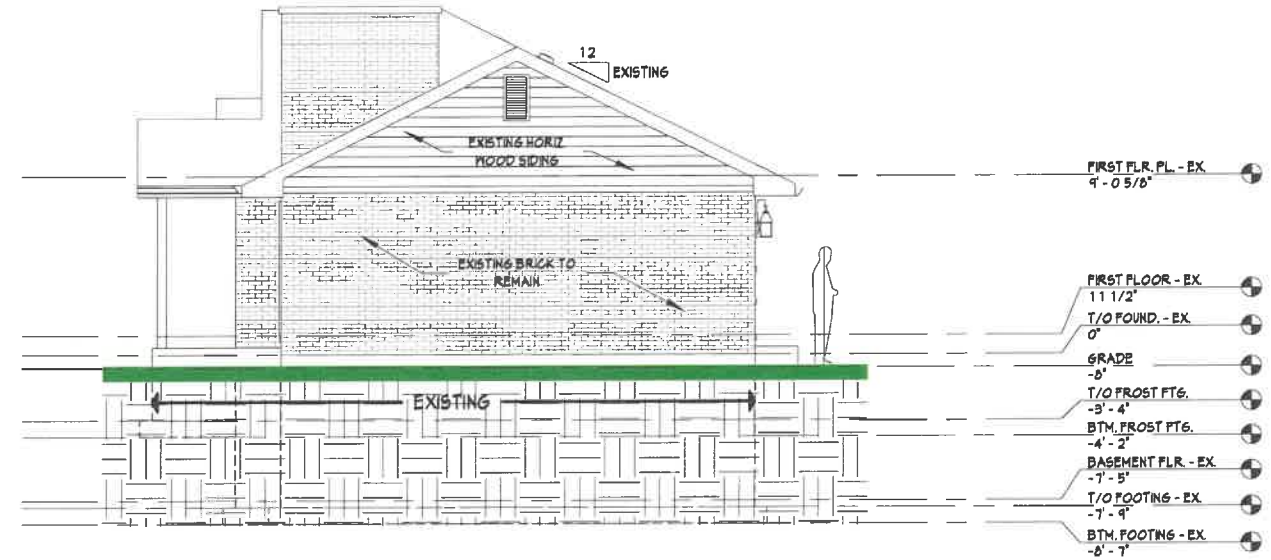 12
EXISTING
EXISTING HORIZ
WOOD SIDING
FIRST FLR. PL. - EX.
9' - 0 5/8"
EXISTING BRICK TO
REMAIN
FIRST FLOOR - EX.
11 1/2"
T/O FOUND. - EX.
0"
GRADE
-8"
EXISTING
T/O FROST FTG.
-3' - 4"
BTM. FROST FTG.
-4' - 2"
BASEMENT FLR. - EX.
-7' - 5"
T/O FOOTING - EX.
-7' - 9"
BTM. FOOTING - EX.
-8' - 7"